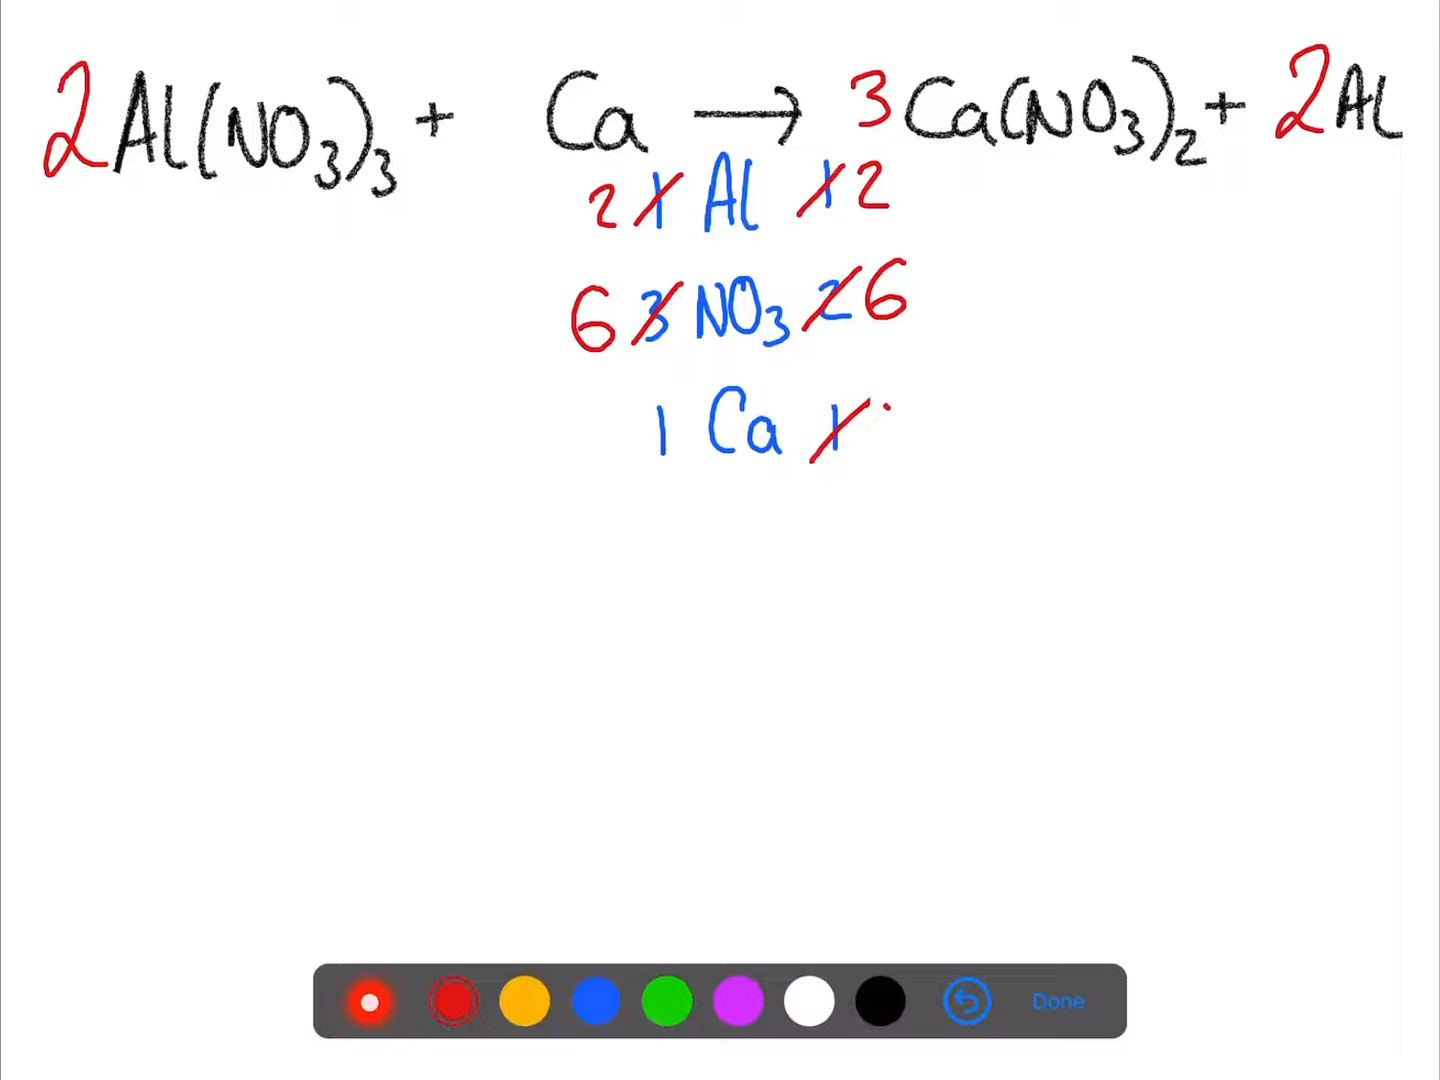 2Al(NO₃)₃ + Ca → 3Ca(NO₃)₂ + 2Al
2 1 Al 1 2
6 3 NO₃ 2 6
1 Ca 1
Done